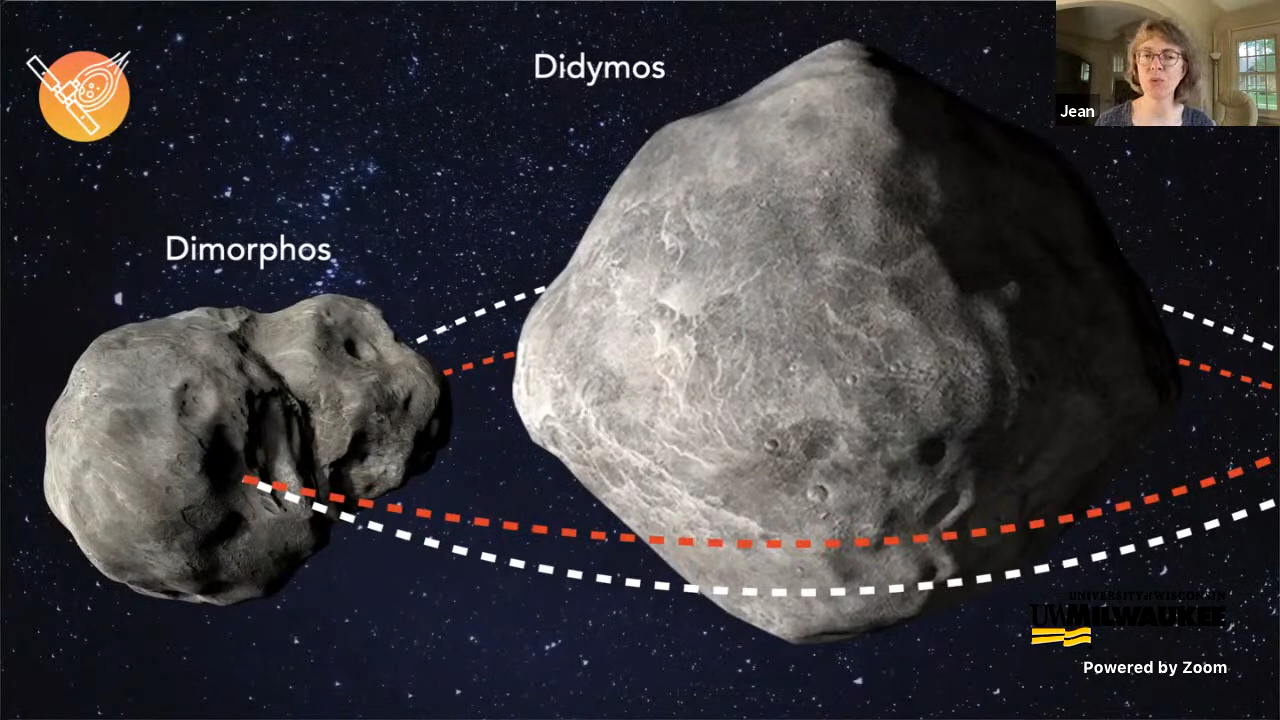 Didymos
Jean
Dimorphos
UNIVERSITY of WISCONSIN
UWMILWAUKEE
Powered by Zoom